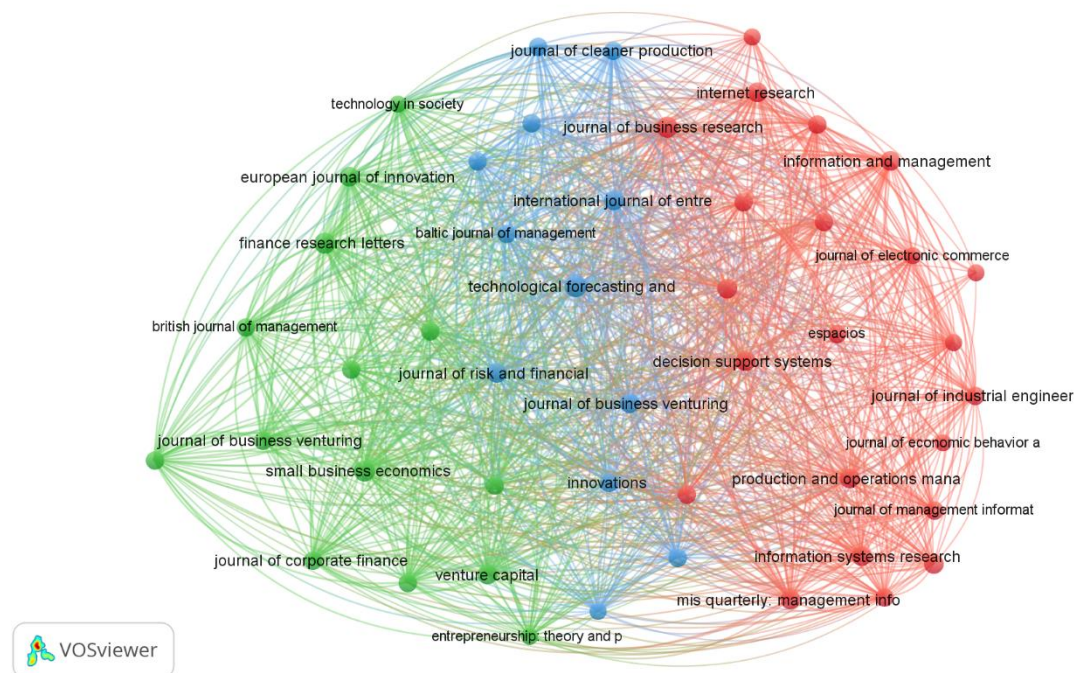 journal of cleaner production
internet research
technology in society
journal of business research
information and management
european journal of innovation
international journal of entre
baltic journal of management
finance research letters
journal of electronic commerce
technological forecasting and
british journal of management
espacios
decision support systems
journal of risk and financial
journal of industrial engineer
journal of business venturing
journal of business venturing
journal of economic behavior a
small business economics
production and operations mana
innovations
journal of management informat
journal of corporate finance
information systems research
venture capital
mis quarterly: management info
entrepreneurship: theory and p
VOSviewer